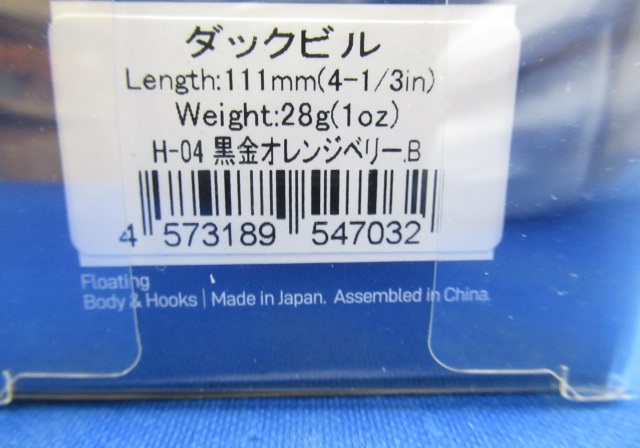 ダックビル
Length:111mm(4-1/3in)
Weight:28g(1oz)
H-04 黒金オレンジベリー.B
4 573189 547032
Floating
Body & Hooks | Made in Japan. Assembled in China.